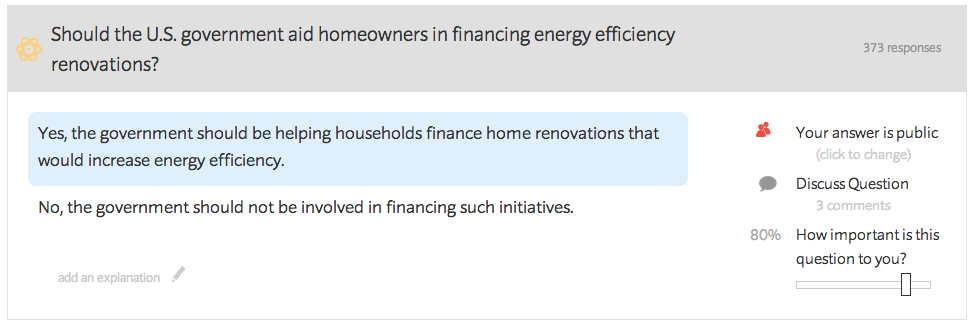 Should the U.S. government aid homeowners in financing energy efficiency
renovations?
373 responses
Yes, the government should be helping households finance home renovations that
would increase energy efficiency.
No, the government should not be involved in financing such initiatives.
add an explanation
Your answer is public
(click to change)
Discuss Question
3 comments
80% How important is this
question to you?